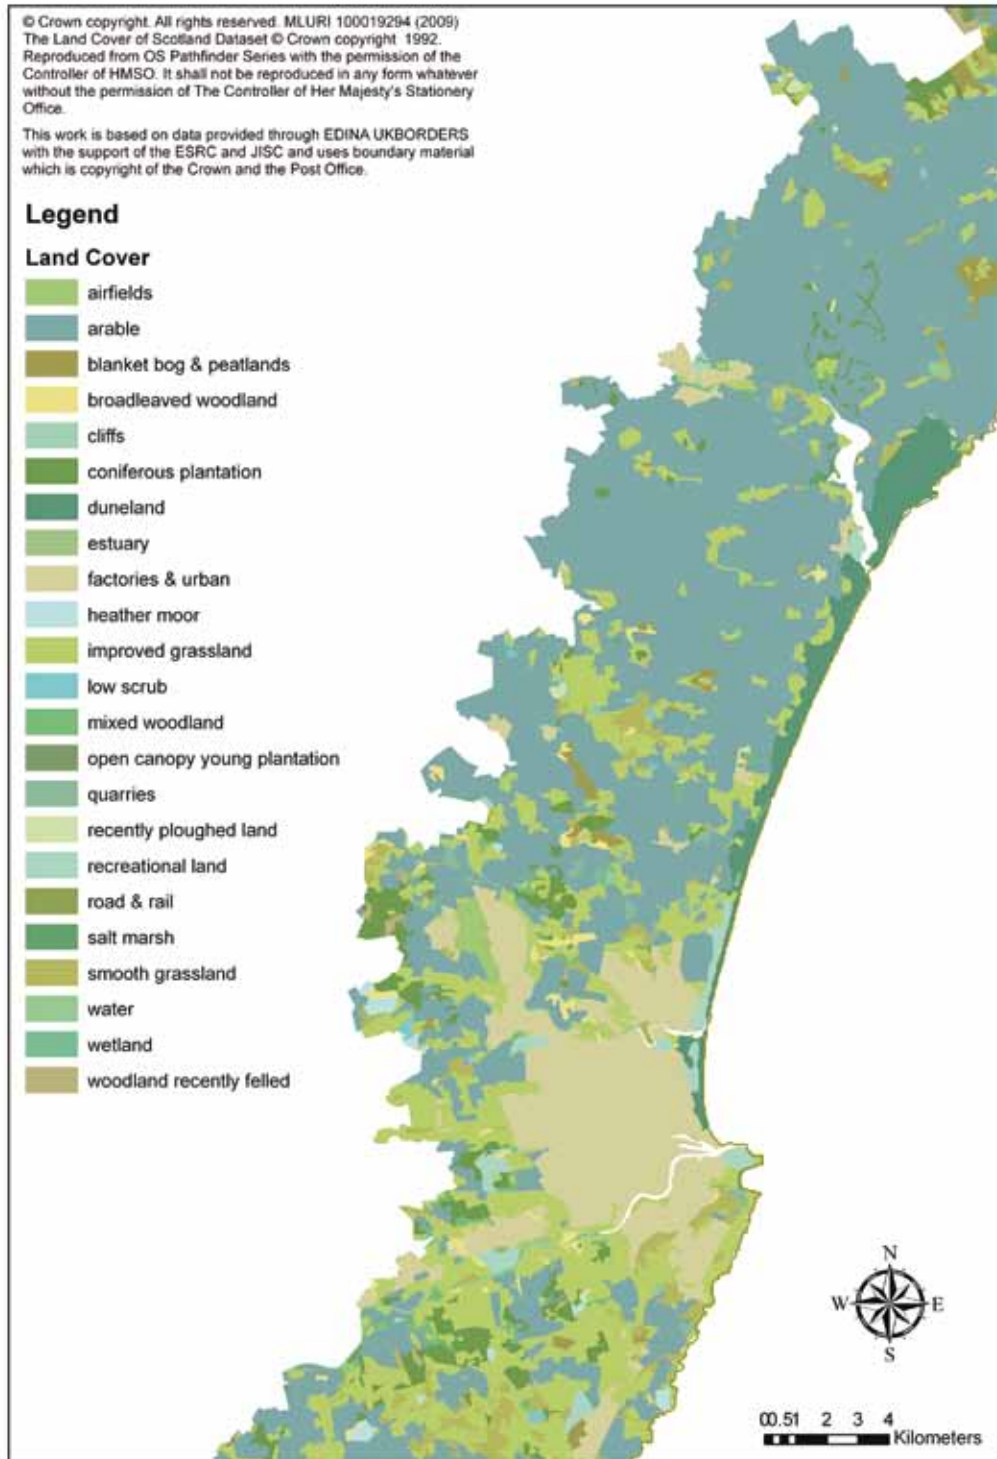 © Crown copyright. All rights reserved. MLURI 100019294 (2009)
The Land Cover of Scotland Dataset © Crown copyright 1992.
Reproduced from OS Pathfinder Series with the permission of the
Controller of HMSO. It shall not be reproduced in any form whatever
without the permission of The Controller of Her Majesty's Stationery
Office.
This work is based on data provided through EDINA UKBORDERS
with the support of the ESRC and JISC and uses boundary material
which is copyright of the Crown and the Post Office.
Legend
Land Cover
airfields
arable
blanket bog & peatlands
broadleaved woodland
cliffs
coniferous plantation
duneland
estuary
factories & urban
heather moor
improved grassland
low scrub
mixed woodland
open canopy young plantation
quarries
recently ploughed land
recreational land
road & rail
salt marsh
smooth grassland
water
wetland
woodland recently felled
N
W E
S
00.51 2 3 4
Kilometers